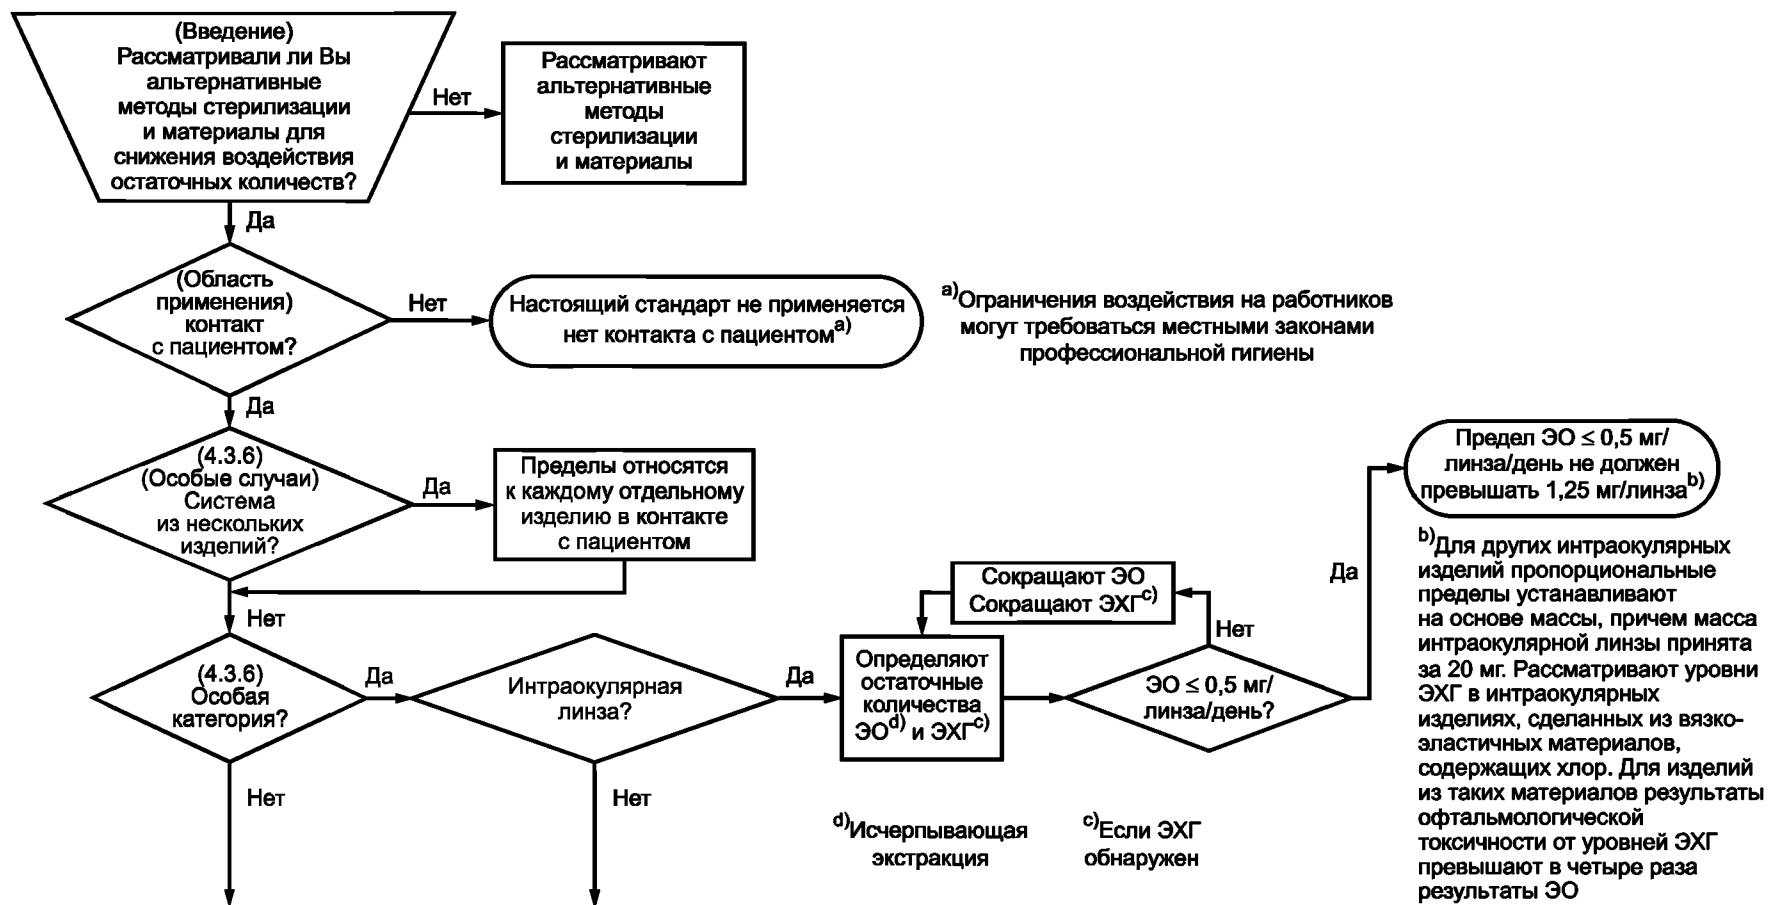 (Введение)
Рассматривали ли Вы
альтернативные
методы стерилизации
и материалы для
снижения воздействия
остаточных количеств?
Нет
Рассматривают
альтернативные
методы
стерилизации
и материалы
Да
(Область
применения)
контакт
с пациентом?
Нет
Настоящий стандарт не применяется
нет контакта с пациентом a)
a)Ограничения воздействия на работников
могут требоваться местными законами
профессиональной гигиены
Да
(4.3.6)
(Особые случаи)
Система
из нескольких
изделий?
Да
Пределы относятся
к каждому отдельному
изделию в контакте
с пациентом
Нет
(4.3.6)
Особая
категория?
Да
Интраокулярная
линза?
Да
Определяют
остаточные
количества
ЭО d) и ЭХГ c)
Сокращают ЭО
Сокращают ЭХГ c)
Нет
ЭО ≤ 0,5 мг/
линза/день?
Да
Предел ЭО ≤ 0,5 мг/
линза/день не должен
превышать 1,25 мг/линза b)
b)Для других интраокулярных
изделий пропорциональные
пределы устанавливают
на основе массы, причем масса
интраокулярной линзы принята
за 20 мг. Рассматривают уровни
ЭХГ в интраокулярных
изделиях, сделанных из вязко-
эластичных материалов,
содержащих хлор. Для изделий
из таких материалов результаты
офтальмологической
токсичности от уровней ЭХГ
превышают в четыре раза
результаты ЭО
Нет
Нет
d)Исчерпывающая
экстракция
c)Если ЭХГ
обнаружен